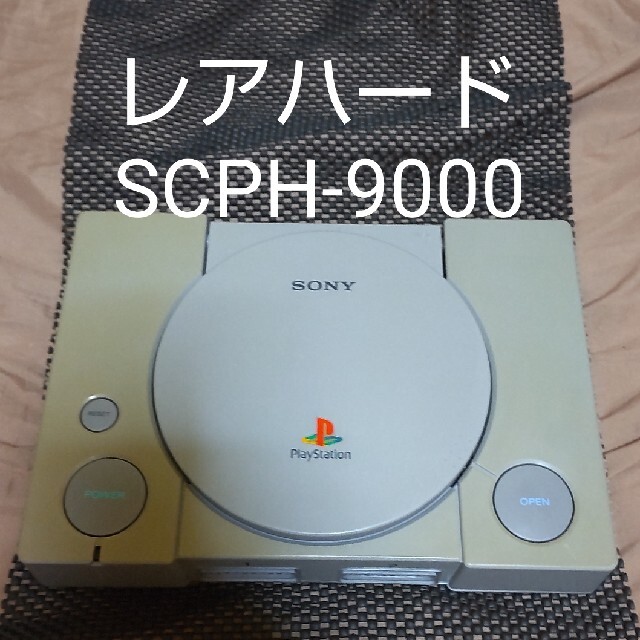 レアハード
SCPH-9000
SONY
RESET
PlayStation
POWER
OPEN